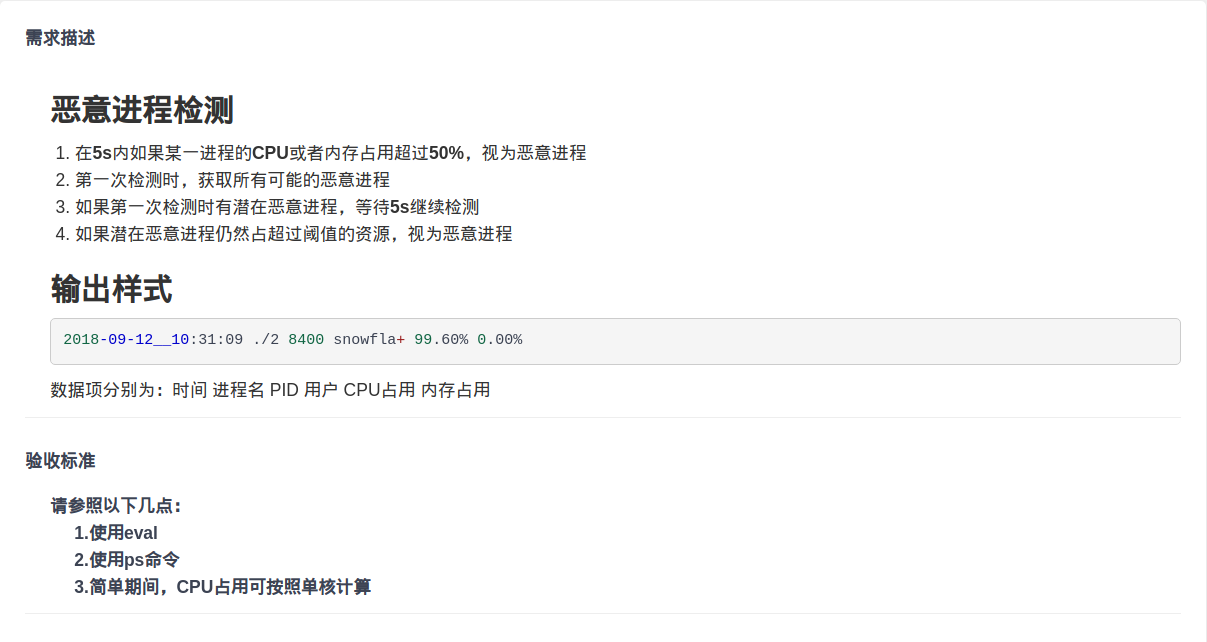 需求描述
恶意进程检测
1. 在5s内如果某一进程的CPU或者内存占用超过50%，视为恶意进程
2. 第一次检测时，获取所有可能的恶意进程
3. 如果第一次检测时有潜在恶意进程，等待5s继续检测
4. 如果潜在恶意进程仍然占超过阈值的资源，视为恶意进程
输出样式
2018-09-12__10:31:09 ./2 8400 snowfla+ 99.60% 0.00%
数据项分别为：时间 进程名 PID 用户 CPU占用 内存占用
验收标准
请参照以下几点：
1.使用eval
2.使用ps命令
3.简单期间，CPU占用可按照单核计算